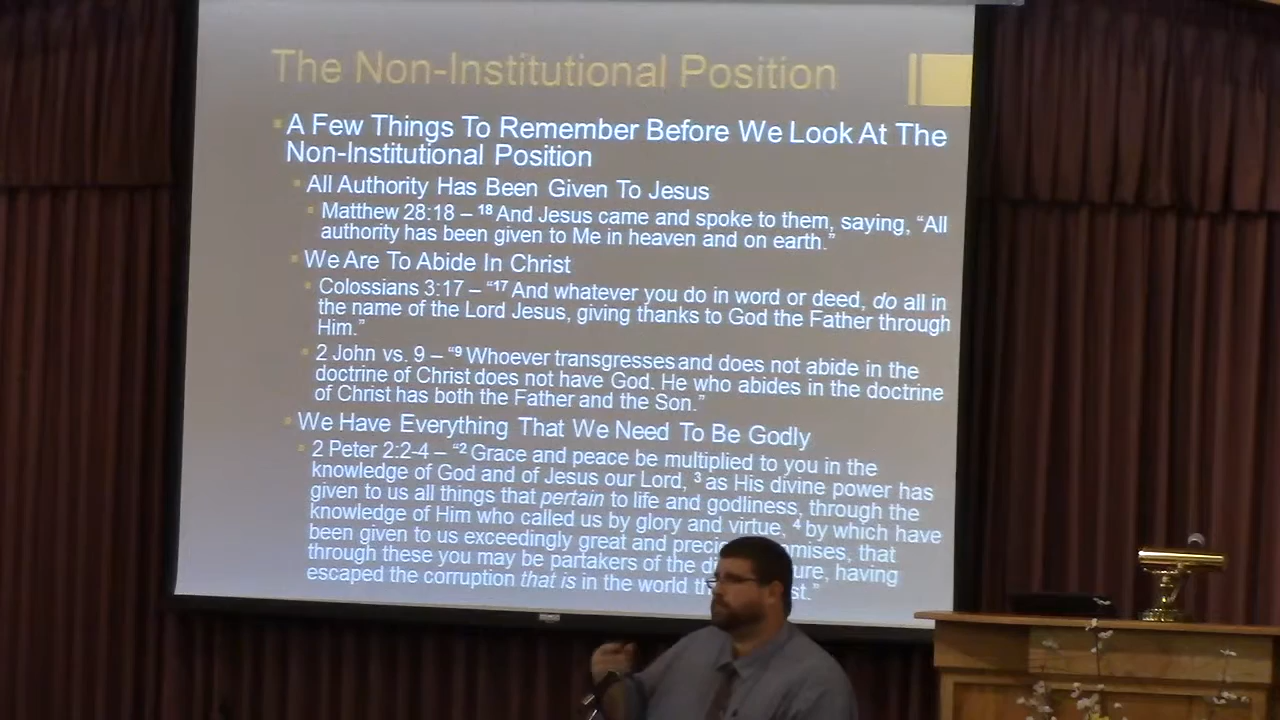 The Non-Institutional Position
A Few Things To Remember Before We Look At The
Non-Institutional Position
All Authority Has Been Given To Jesus
Matthew 28:18 – 18 And Jesus came and spoke to them, saying, “All
authority has been given to Me in heaven and on earth.”
We Are To Abide In Christ
Colossians 3:17 – “17 And whatever you do in word or deed, do all in
the name of the Lord Jesus, giving thanks to God the Father through
Him.”
2 John vs. 9 – “9 Whoever transgresses and does not abide in the
doctrine of Christ does not have God. He who abides in the doctrine
of Christ has both the Father and the Son.”
We Have Everything That We Need To Be Godly
2 Peter 2:2-4 – “2 Grace and peace be multiplied to you in the
knowledge of God and of Jesus our Lord, 3 as His divine power has
given to us all things that pertain to life and godliness, through the
knowledge of Him who called us by glory and virtue, 4 by which have
been given to us exceedingly great and
that
through these you may be partakers of the
having
escaped the corruption that is in the world